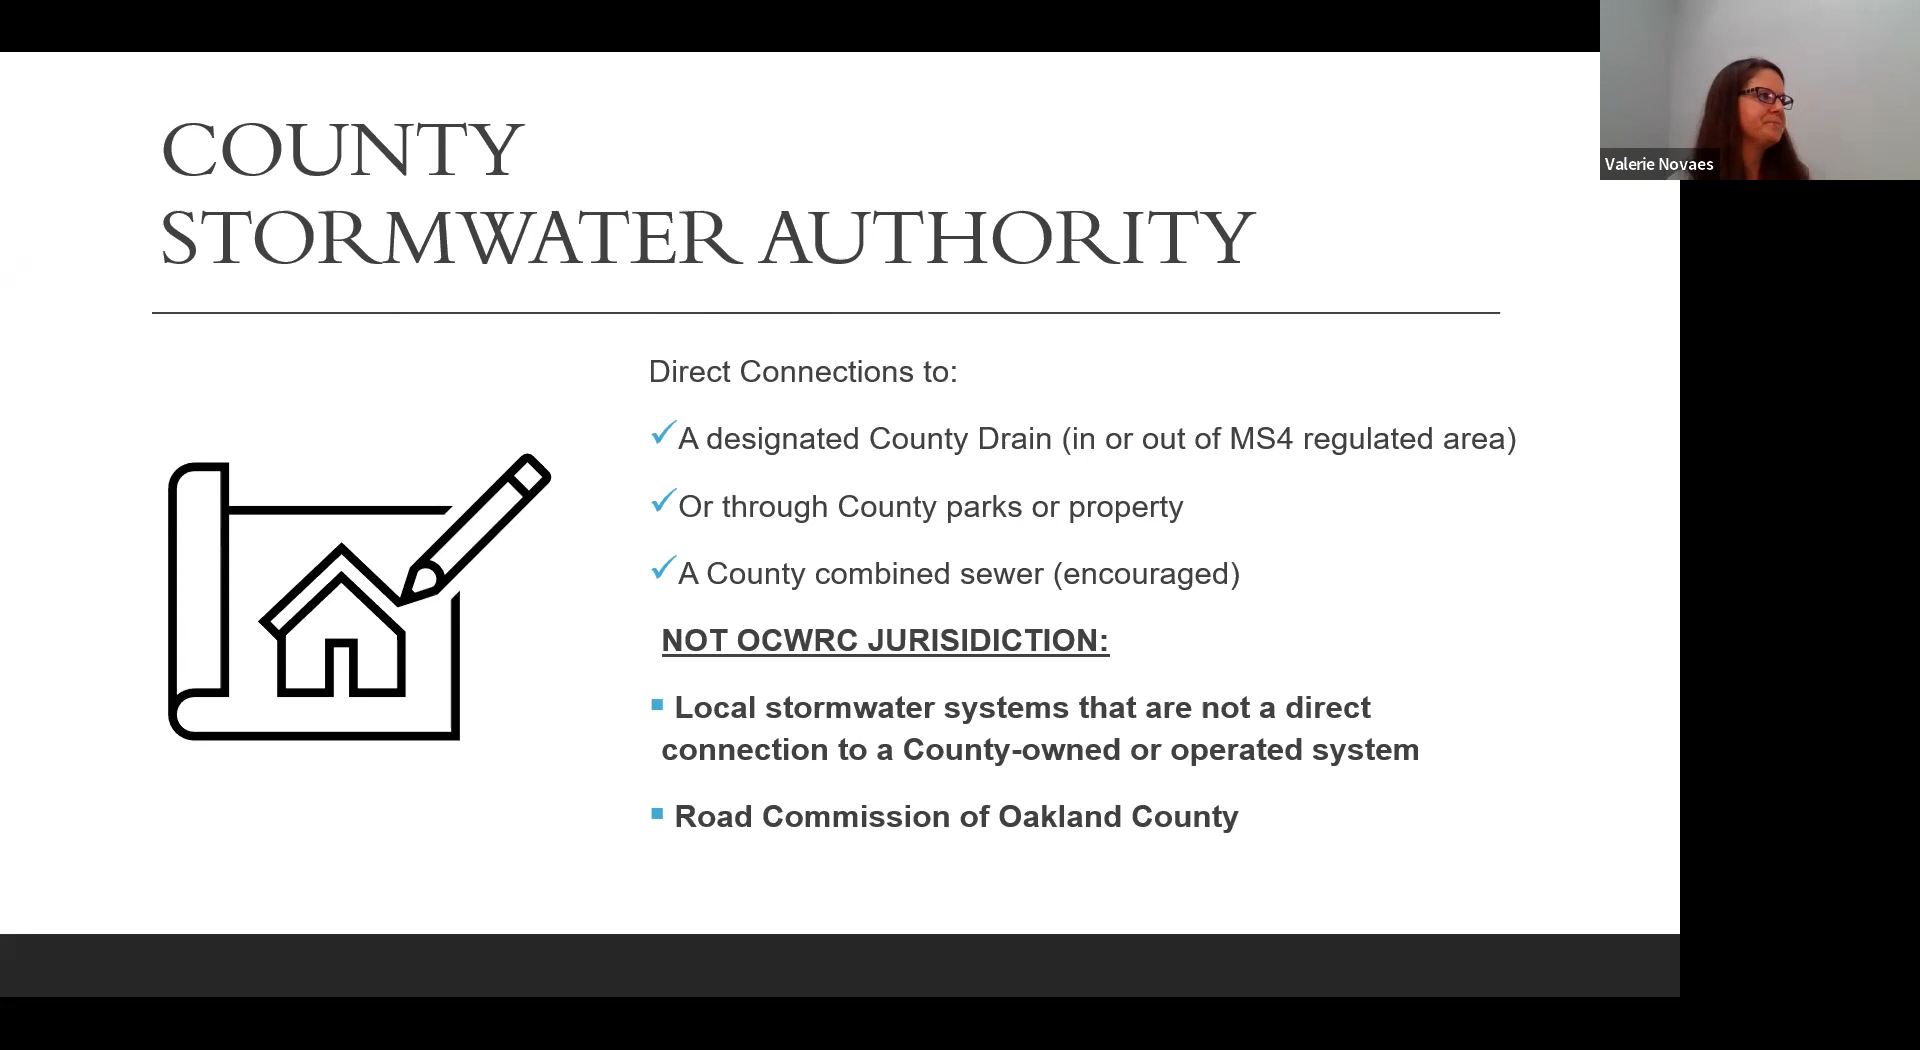 COUNTY
STORMWATER AUTHORITY
Direct Connections to:
A designated County Drain (in or out of MS4 regulated area)
Or through County parks or property
A County combined sewer (encouraged)
NOT OCWRC JURISIDICTION:
Local stormwater systems that are not a direct
connection to a County-owned or operated system
Road Commission of Oakland County
Valerie Novaes